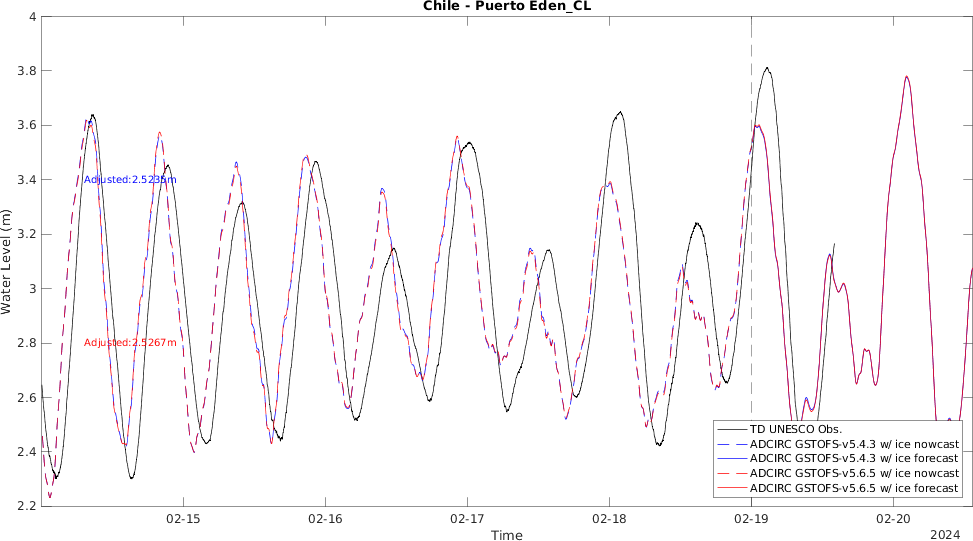 Chile - Puerto Eden_CL
4
3.8
3.6
3.4
3.2
3
2.8
2.6
2.4
2.2
Water Level (m)
Adjusted:2.5235m
Adjusted:2.5267m
TD UNESCO Obs.
ADCIRC GSTOFS-v5.4.3 w/ ice nowcast
ADCIRC GSTOFS-v5.4.3 w/ ice forecast
ADCIRC GSTOFS-v5.6.5 w/ ice nowcast
ADCIRC GSTOFS-v5.6.5 w/ ice forecast
02-15 02-16 02-17 02-18 02-19 02-20
Time
2024